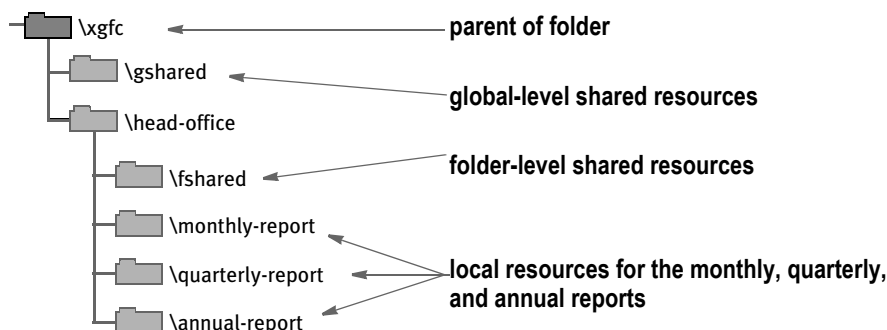 \xgfc
parent of folder
\gshared
global-level shared resources
\head-office
\fshared
folder-level shared resources
\monthly-report
\quarterly-report
local resources for the monthly, quarterly,
and annual reports
\annual-report